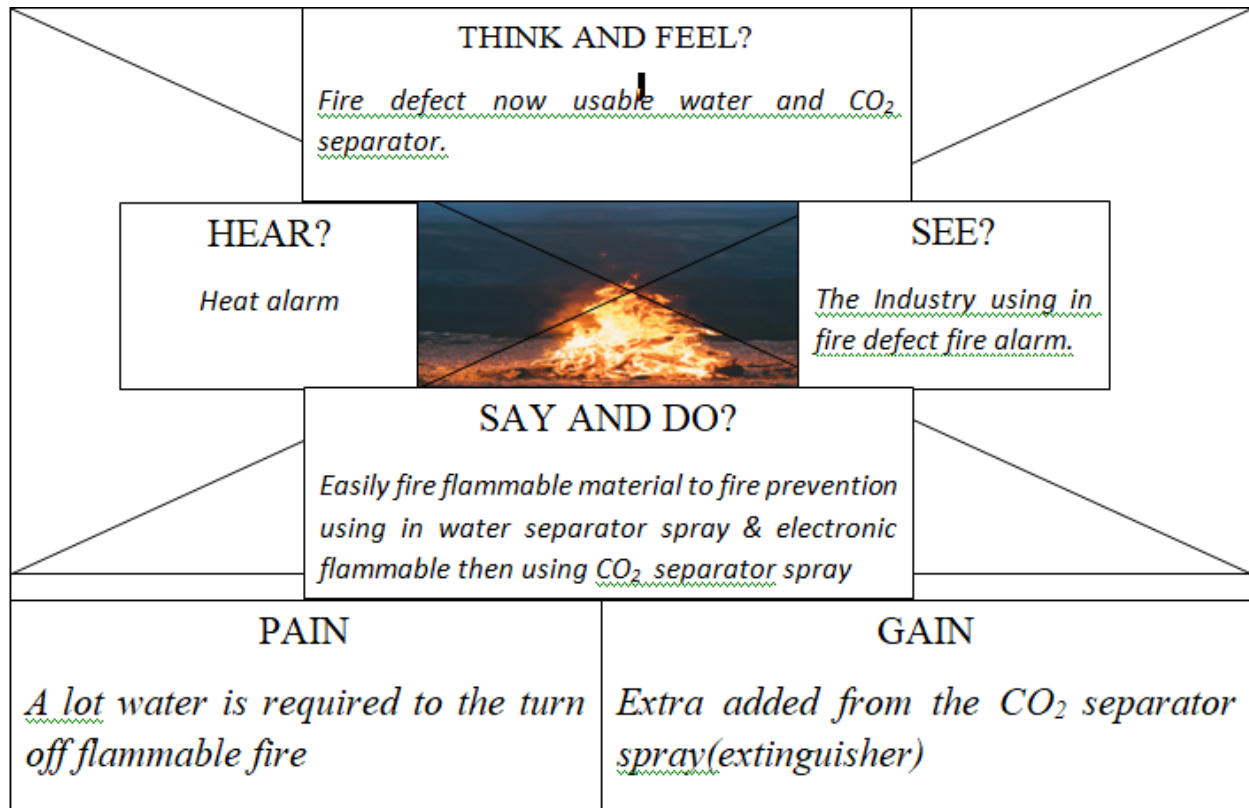 THINK AND FEEL?
Fire defect now usable water and CO₂
separator.
HEAR?
Heat alarm
SEE?
The Industry using in
fire defect fire alarm.
SAY AND DO?
Easily fire flammable material to fire prevention
using in water separator spray & electronic
flammable then using CO₂ separator spray
PAIN
A lot water is required to the turn
off flammable fire
GAIN
Extra added from the CO₂ separator
spray(extinguisher)